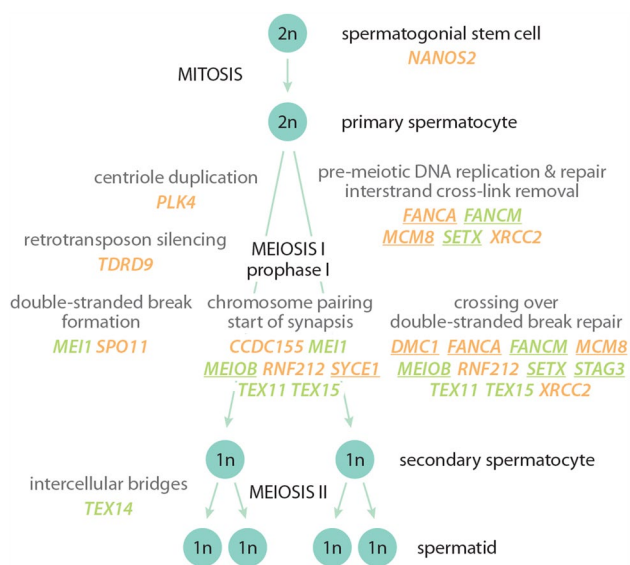 2n
spermatogonial stem cell
NANOS2
MITOSIS
2n
primary spermatocyte
centriole duplication
PLK4
pre-meiotic DNA replication & repair
interstrand cross-link removal
FANCA FANCM
MCM8 SETX XRCC2
retrotransposon silencing
TDRD9
MEIOSIS I
prophase I
double-stranded break
formation
MEI1 SPO11
chromosome pairing
start of synapsis
CCDC155 MEI1
MEIOB RNF212 SYCE1
TEX11 TEX15
crossing over
double-stranded break repair
DMC1 FANCA FANCM MCM8
MEIOB RNF212 SETX STAG3
TEX11 TEX15 XRCC2
1n
1n
secondary spermatocyte
intercellular bridges
TEX14
MEIOSIS II
1n
1n
1n
1n
spermatid